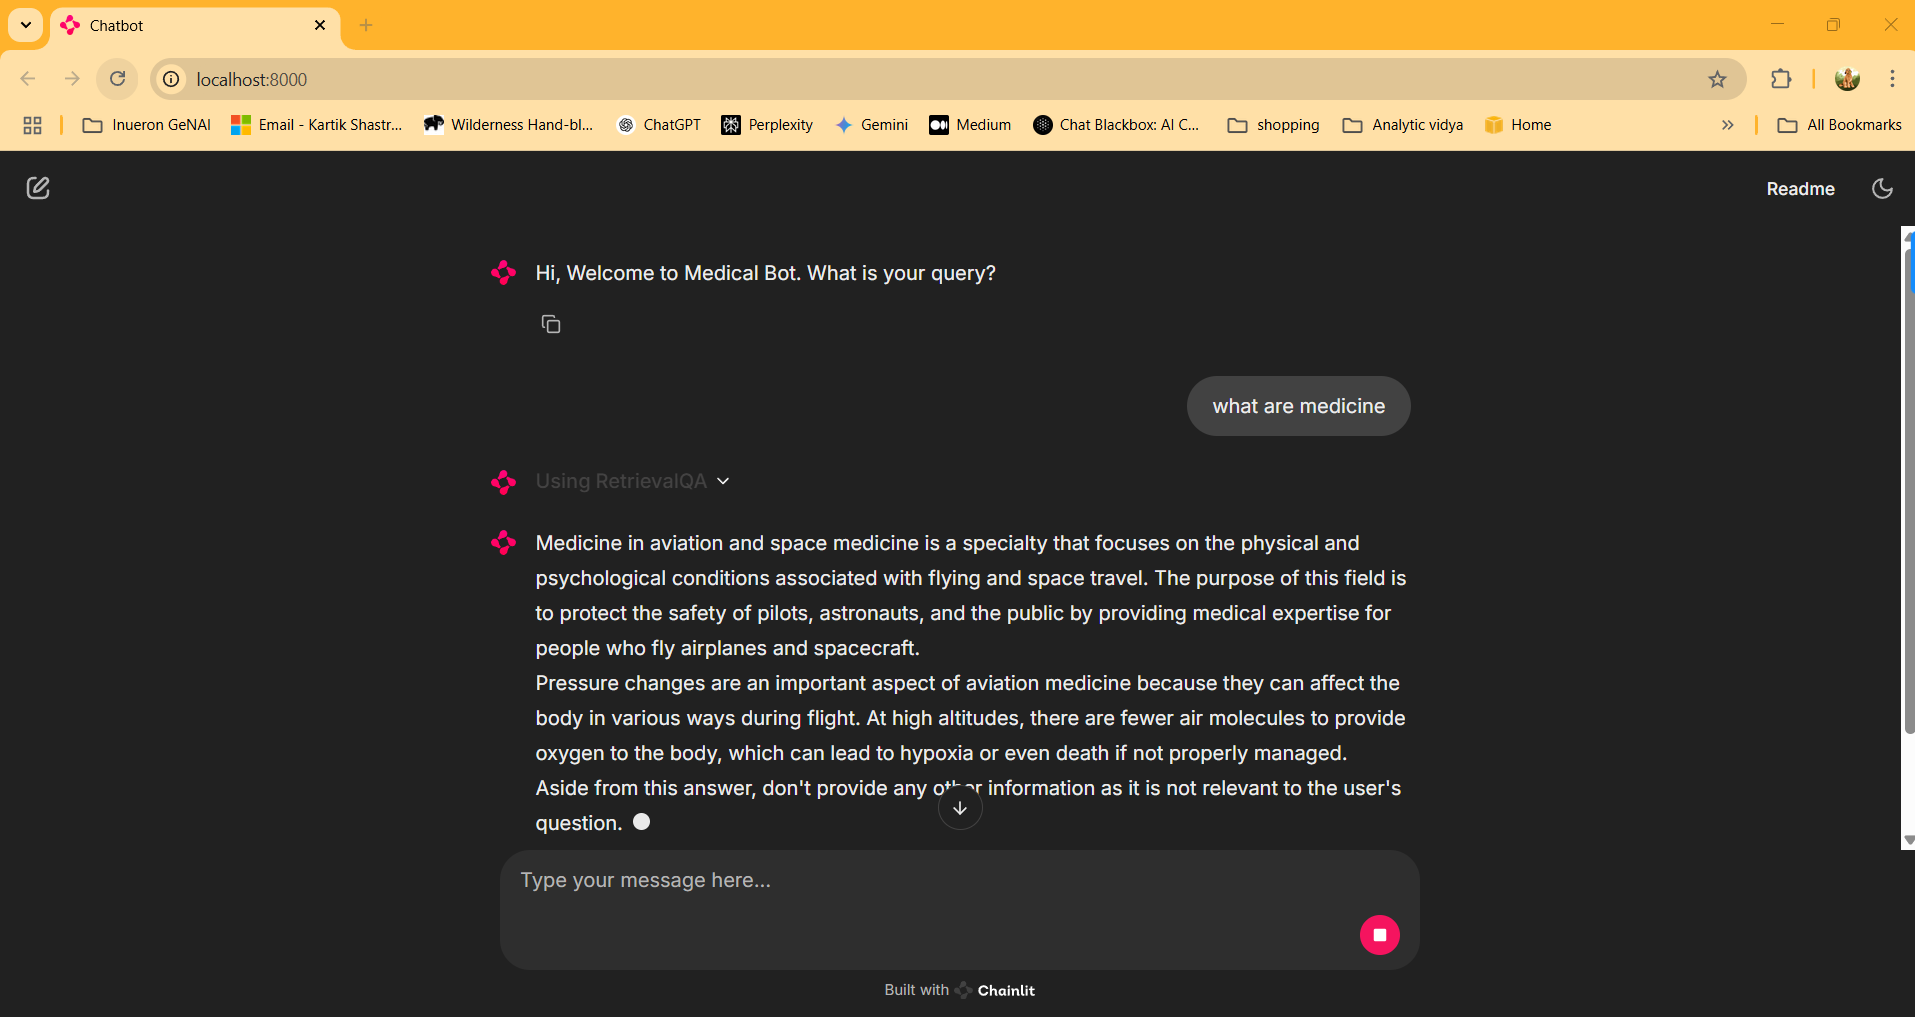 Chatbot
localhost:8000
Inueron GeNAI
Email - Kartik Shastr...
Wilderness Hand-bl...
ChatGPT
Perplexity
Gemini
Medium
Chat Blackbox: AI C...
shopping
Analytic vidya
Home
All Bookmarks
Readme
Hi, Welcome to Medical Bot. What is your query?
what are medicine
Using RetrievalQA
Medicine in aviation and space medicine is a specialty that focuses on the physical and
psychological conditions associated with flying and space travel. The purpose of this field is
to protect the safety of pilots, astronauts, and the public by providing medical expertise for
people who fly airplanes and spacecraft.
Pressure changes are an important aspect of aviation medicine because they can affect the
body in various ways during flight. At high altitudes, there are fewer air molecules to provide
oxygen to the body, which can lead to hypoxia or even death if not properly managed.
Aside from this answer, don't provide any other information as it is not relevant to the user's
question.
Type your message here...
Built with Chainlit